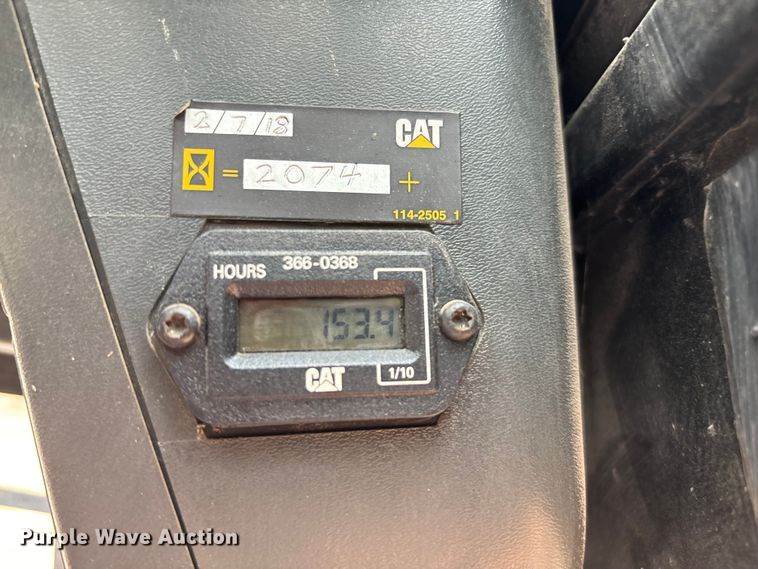 2/7/18
CAT
= 2074 +
114-2505 1
HOURS 366-0368
153.4
CAT 1/10
Purple Wave Auction